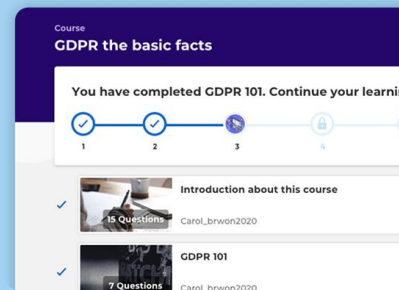 Course
GDPR the basic facts
You have completed GDPR 101. Continue your
1
2
3
4
Introduction about this course
15 Questions
Carol_brwon2020
GDPR 101
7 Questions
Carol_brwon2020